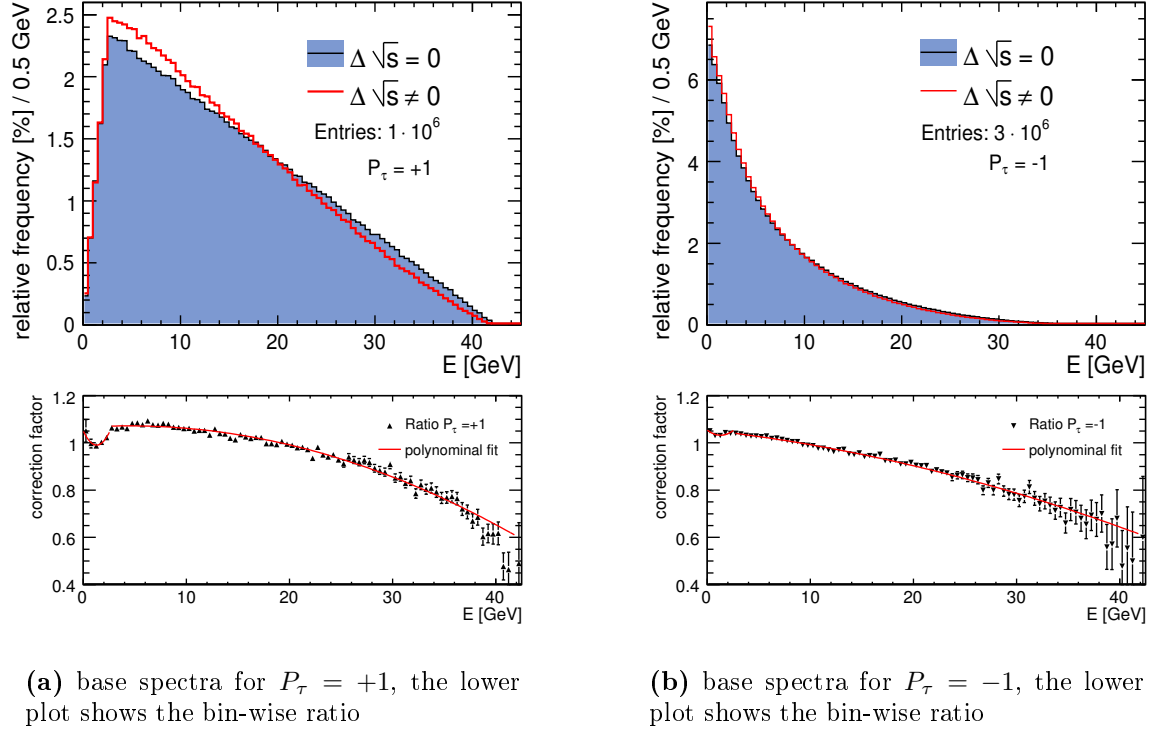 relative frequency [%] / 0.5 GeV
2.5
2
1.5
1
0.5
0
0 10 20 30 40
E [GeV]
Δ √s = 0
Δ √s ≠ 0
Entries: 1 · 10^6
P_τ = +1
correction factor
1.2
1
0.8
0.6
0.4
0 10 20 30 40
E [GeV]
Ratio P_τ =+1
polynominal fit
(a) base spectra for P_τ = +1, the lower
plot shows the bin-wise ratio
relative frequency [%] / 0.5 GeV
6
4
2
0
0 10 20 30 40
E [GeV]
Δ √s = 0
Δ √s ≠ 0
Entries: 3 · 10^6
P_τ = -1
correction factor
1.2
1
0.8
0.6
0.4
0 10 20 30 40
E [GeV]
Ratio P_τ =-1
polynominal fit
(b) base spectra for P_τ = −1, the lower
plot shows the bin-wise ratio